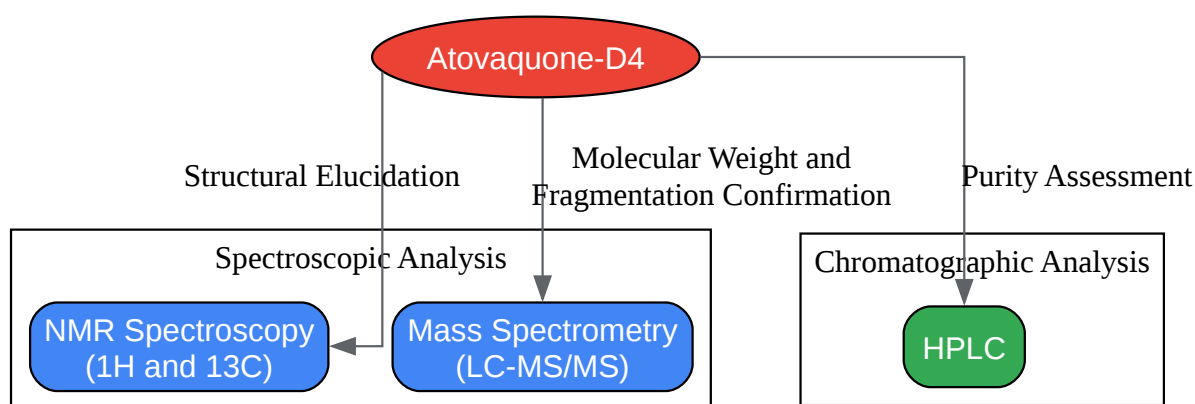 Atovaquone-D4
Structural Elucidation
Molecular Weight and
Fragmentation Confirmation
Purity Assessment
Spectroscopic Analysis
Chromatographic Analysis
NMR Spectroscopy
(1H and 13C)
Mass Spectrometry
(LC-MS/MS)
HPLC